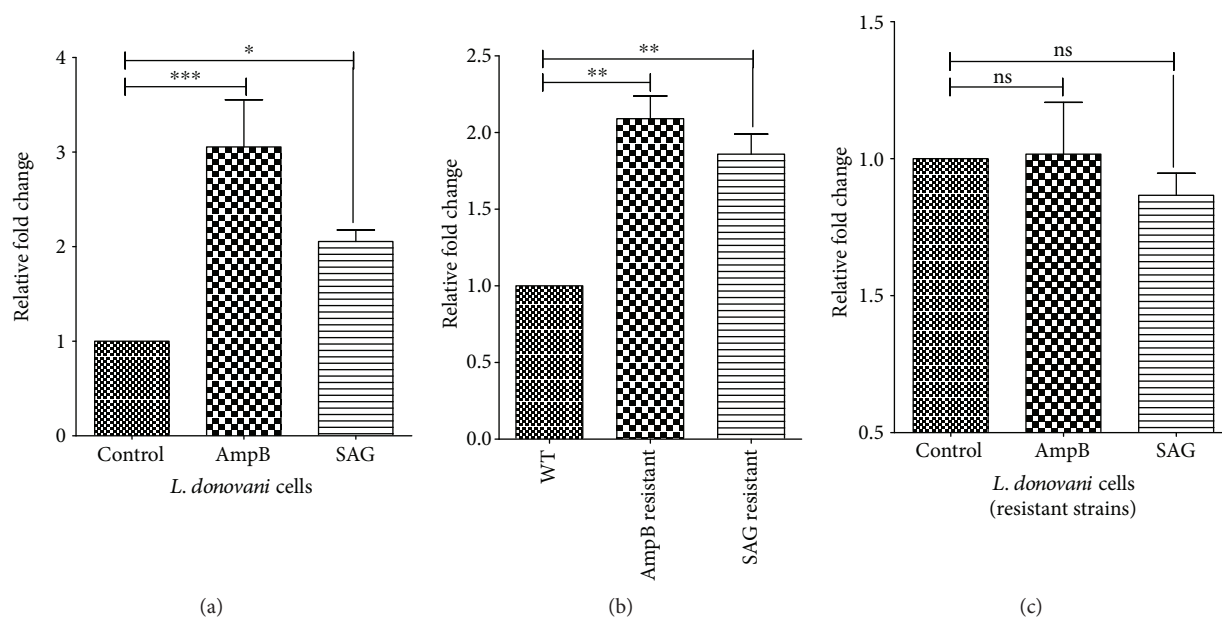 Relative fold change
4
3
2
1
0
***
*
Control
AmpB
SAG
L. donovani cells
(a)
Relative fold change
2.5
2.0
1.5
1.0
0.5
0.0
**
**
WT
AmpB resistant
SAG resistant
(b)
Relative fold change
1.5
1.0
1.5
0.5
ns
ns
Control
AmpB
SAG
L. donovani cells
(resistant strains)
(c)